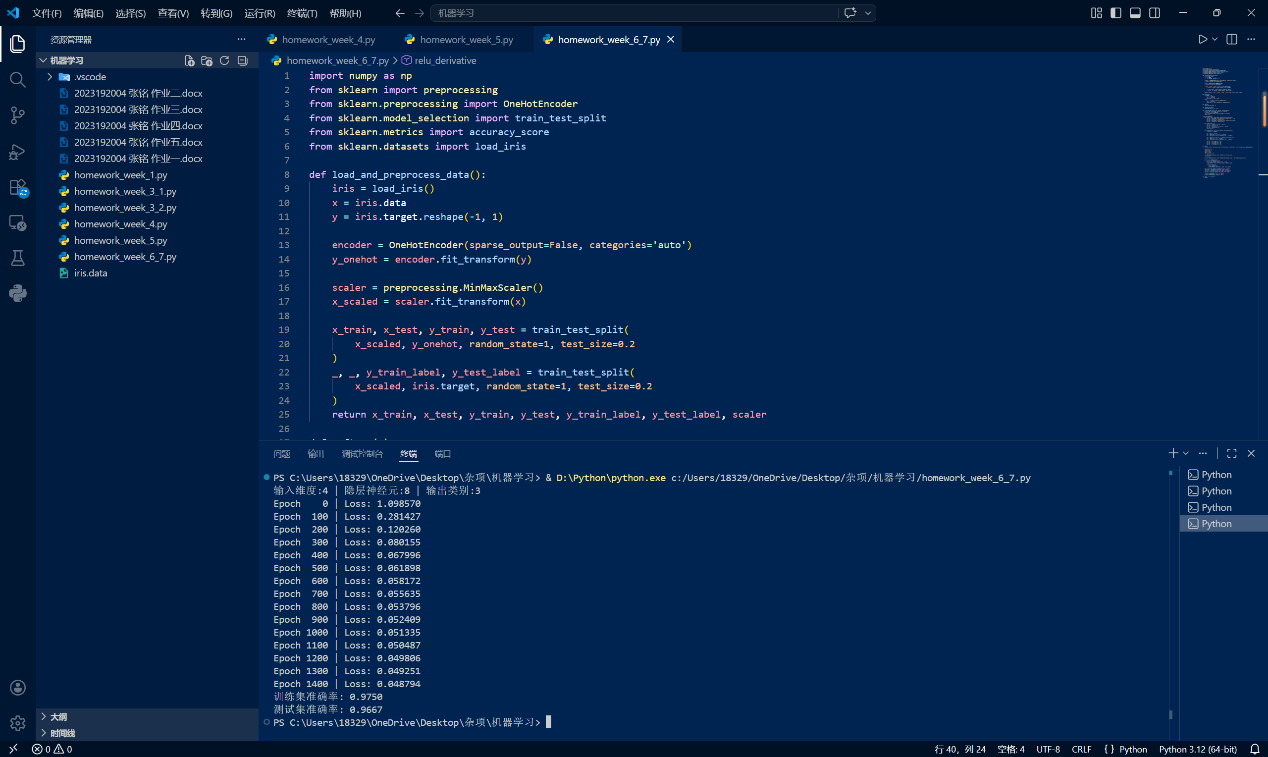 文件(F) 编辑(E) 选择(S) 查看(V) 转到(G) 运行(R) 终端(T) 帮助(H) 机器学习
资源管理器
机器学习
.vscode
2023192004 张铭 作业二.docx
2023192004 张铭 作业三.docx
2023192004 张铭 作业四.docx
2023192004 张铭 作业五.docx
2023192004 张铭 作业一.docx
homework_week_1.py
homework_week_3_1.py
homework_week_3_2.py
homework_week_4.py
homework_week_5.py
homework_week_6_7.py
iris.data
大纲
时间线
homework_week_4.py homework_week_5.py homework_week_6_7.py
homework_week_6_7.py > relu_derivative
1 import numpy as np
2 from sklearn import preprocessing
3 from sklearn.preprocessing import OneHotEncoder
4 from sklearn.model_selection import train_test_split
5 from sklearn.metrics import accuracy_score
6 from sklearn.datasets import load_iris
7
8 def load_and_preprocess_data():
9 iris = load_iris()
10 x = iris.data
11 y = iris.target.reshape(-1, 1)
12
13 encoder = OneHotEncoder(sparse_output=False, categories='auto')
14 y_onehot = encoder.fit_transform(y)
15
16 scaler = preprocessing.MinMaxScaler()
17 x_scaled = scaler.fit_transform(x)
18
19 x_train, x_test, y_train, y_test = train_test_split(
20 x_scaled, y_onehot, random_state=1, test_size=0.2
21 )
22 _, _, y_train_label, y_test_label = train_test_split(
23 x_scaled, iris.target, random_state=1, test_size=0.2
24 )
25 return x_train, x_test, y_train, y_test, y_train_label, y_test_label, scaler
26
问题 输出 调试控制台 终端 端口
PS C:\Users\18329\OneDrive\Desktop\杂项\机器学习> & D:\Python\python.exe c:/Users/18329/OneDrive/Desktop/杂项/机器学习/homework_week_6_7.py
输入维度:4 | 隐层神经元:8 | 输出类别:3
Epoch    0 | Loss: 1.098570
Epoch  100 | Loss: 0.281427
Epoch  200 | Loss: 0.120260
Epoch  300 | Loss: 0.080155
Epoch  400 | Loss: 0.067996
Epoch  500 | Loss: 0.061898
Epoch  600 | Loss: 0.058172
Epoch  700 | Loss: 0.055635
Epoch  800 | Loss: 0.053796
Epoch  900 | Loss: 0.052409
Epoch 1000 | Loss: 0.051335
Epoch 1100 | Loss: 0.050487
Epoch 1200 | Loss: 0.049806
Epoch 1300 | Loss: 0.049251
Epoch 1400 | Loss: 0.048794
训练集准确率: 0.9750
测试集准确率: 0.9667
PS C:\Users\18329\OneDrive\Desktop\杂项\机器学习>
Python
Python
Python
Python
0 0 行 40，列 24 空格: 4 UTF-8 CRLF { } Python Python 3.12 (64-bit)